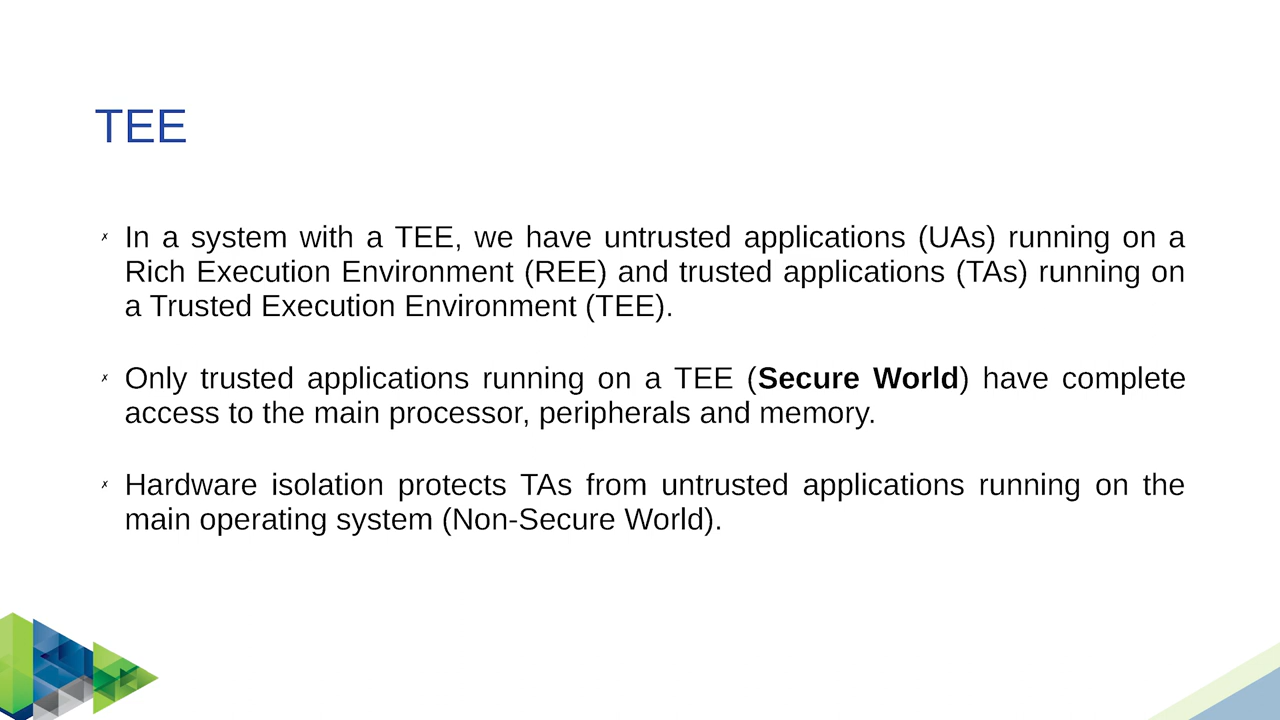 TEE
✗ In a system with a TEE, we have untrusted applications (UAs) running on a
Rich Execution Environment (REE) and trusted applications (TAs) running on
a Trusted Execution Environment (TEE).
✗ Only trusted applications running on a TEE (Secure World) have complete
access to the main processor, peripherals and memory.
✗ Hardware isolation protects TAs from untrusted applications running on the
main operating system (Non-Secure World).